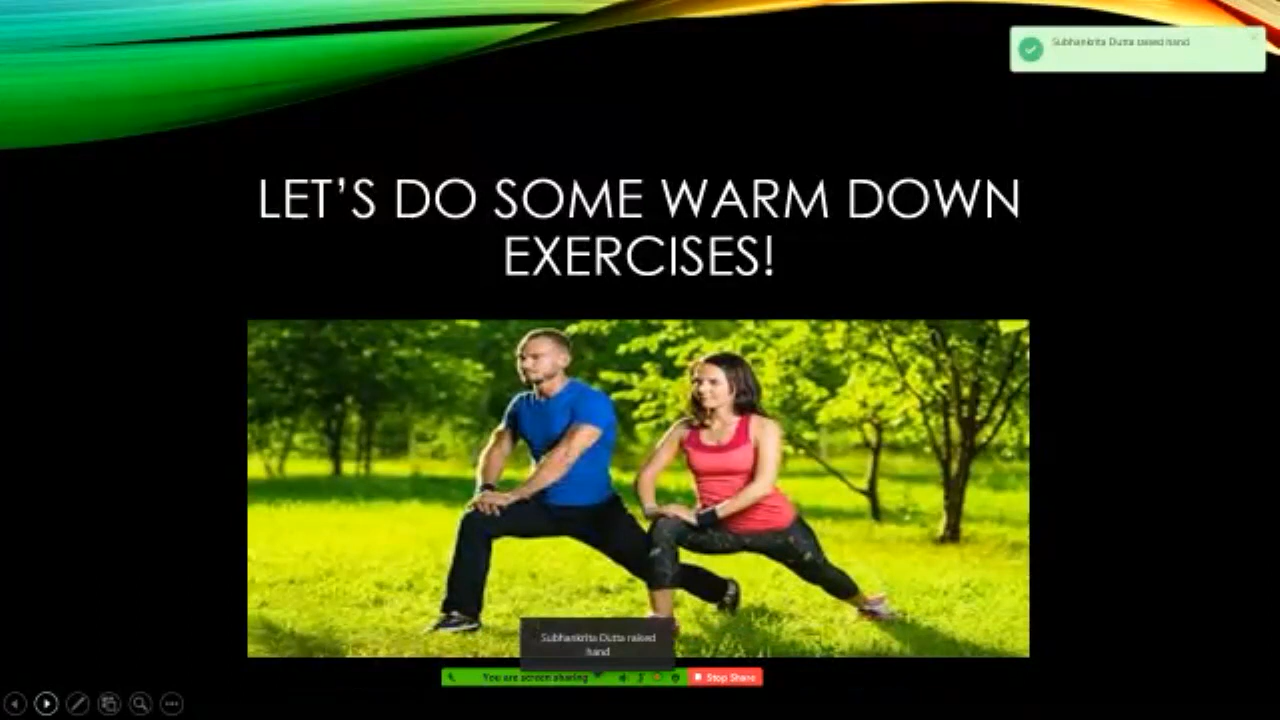 Subhankrita Dutta raised hand
LET'S DO SOME WARM DOWN
EXERCISES!
Subhankrita Dutta raised
hand
You are screen sharing
Stop Share